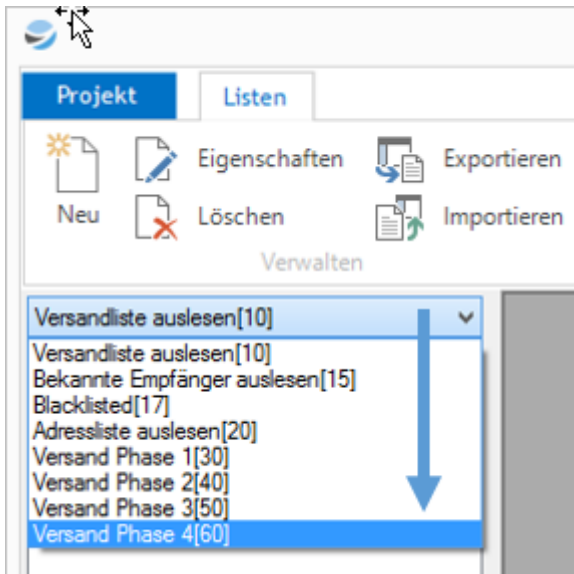 Projekt
Listen
Eigenschaften
Exportieren
Neu
Löschen
Importieren
Verwalten
Versandliste auslesen[10]
Versandliste auslesen[10]
Bekannte Empfänger auslesen[15]
Blacklisted[17]
Adressliste auslesen[20]
Versand Phase 1[30]
Versand Phase 2[40]
Versand Phase 3[50]
Versand Phase 4[60]